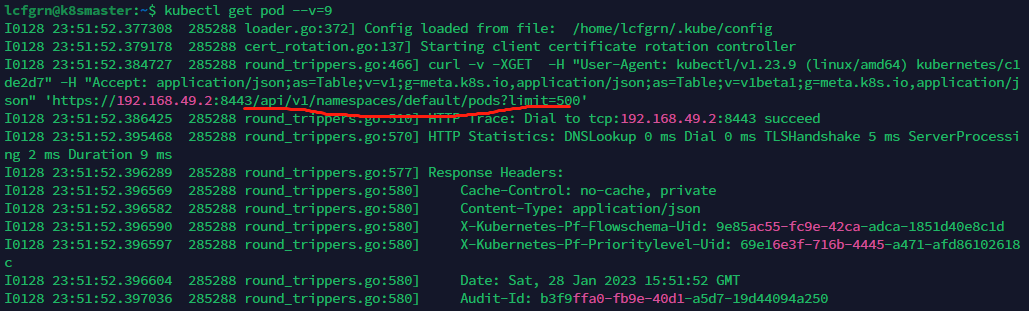 lcfgrn@k8smaster:~$ kubectl get pod --v=9
I0128 23:51:52.377308  285288 loader.go:372] Config loaded from file:  /home/lcfgrn/.kube/config
I0128 23:51:52.379178  285288 cert_rotation.go:137] Starting client certificate rotation controller
I0128 23:51:52.384727  285288 round_trippers.go:466] curl -v -XGET  -H "User-Agent: kubectl/v1.23.9 (linux/amd64) kubernetes/c1
de2d7" -H "Accept: application/json;as=Table;v=v1;g=meta.k8s.io,application/json;as=Table;v=v1beta1;g=meta.k8s.io,application/j
son" 'https://192.168.49.2:8443/api/v1/namespaces/default/pods?limit=500'
I0128 23:51:52.386425  285288 round_trippers.go:510] HTTP Trace: Dial to tcp:192.168.49.2:8443 succeed
I0128 23:51:52.395468  285288 round_trippers.go:570] HTTP Statistics: DNSLookup 0 ms Dial 0 ms TLSHandshake 5 ms ServerProcessi
ng 2 ms Duration 9 ms
I0128 23:51:52.396289  285288 round_trippers.go:577] Response Headers:
I0128 23:51:52.396569  285288 round_trippers.go:580]     Cache-Control: no-cache, private
I0128 23:51:52.396582  285288 round_trippers.go:580]     Content-Type: application/json
I0128 23:51:52.396590  285288 round_trippers.go:580]     X-Kubernetes-Pf-Flowschema-Uid: 9e85ac55-fc9e-42ca-adca-1851d40e8c1d
I0128 23:51:52.396597  285288 round_trippers.go:580]     X-Kubernetes-Pf-Prioritylevel-Uid: 69e16e3f-716b-4445-a471-afd86102618
c
I0128 23:51:52.396604  285288 round_trippers.go:580]     Date: Sat, 28 Jan 2023 15:51:52 GMT
I0128 23:51:52.397036  285288 round_trippers.go:580]     Audit-Id: b3f9ffa0-fb9e-40d1-a5d7-19d44094a250